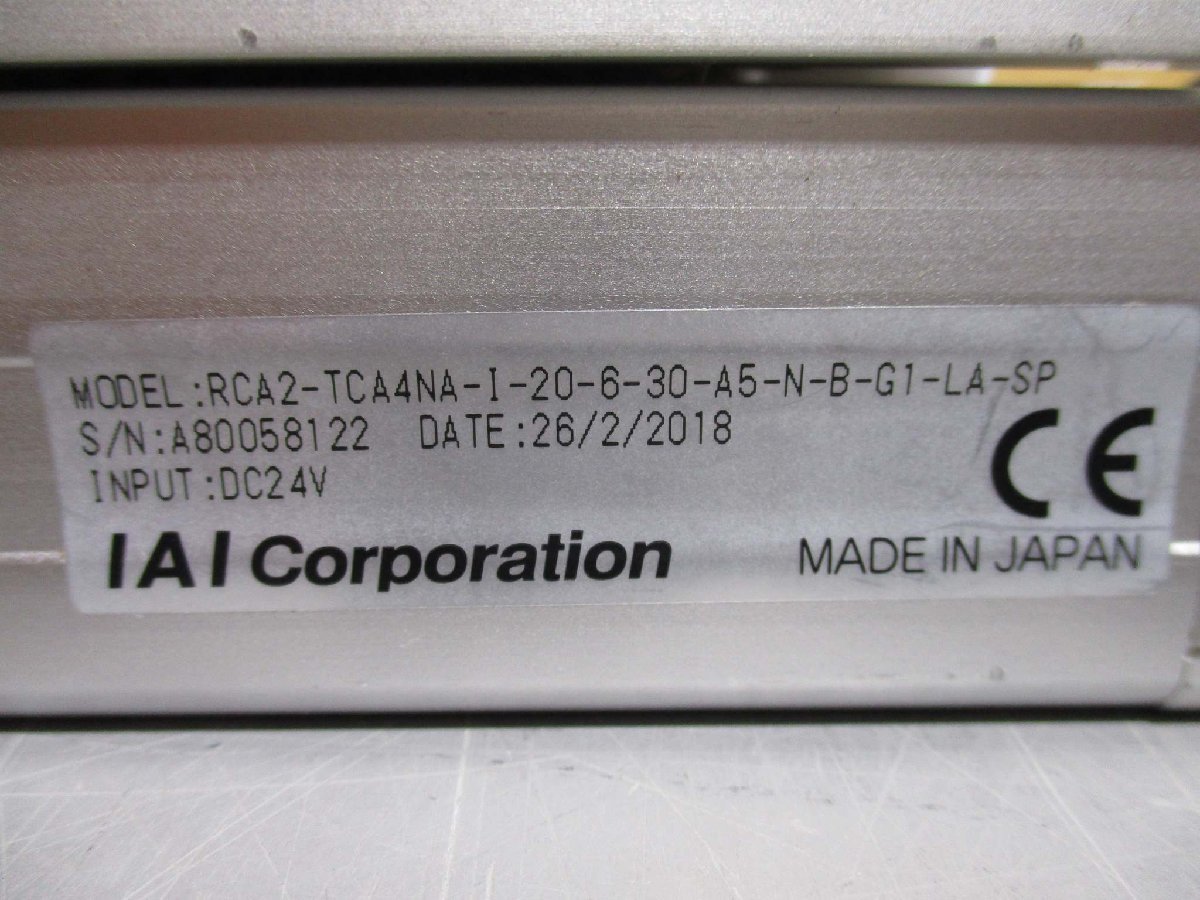 MODEL:RCA2-TCA4NA-I-20-6-30-A5-N-B-G1-LA-SP
S/N:A80058122 DATE:26/2/2018
INPUT:DC24V
CE
IAI Corporation MADE IN JAPAN